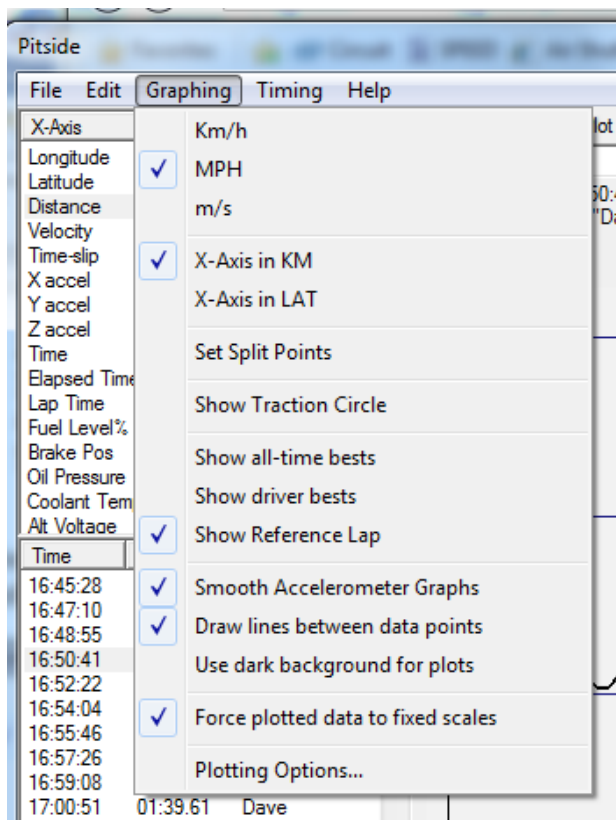 Pitside
File Edit Graphing Timing Help
X-Axis
lot
Longitude
Latitude
Distance
Velocity
Time-slip
X accel
Y accel
Z accel
Time
Elapsed Time
Lap Time
Fuel Level%
Brake Pos
Oil Pressure
Coolant Tem
Alt Voltage
Km/h
MPH
m/s
X-Axis in KM
X-Axis in LAT
Set Split Points
Show Traction Circle
Show all-time bests
Show driver bests
Show Reference Lap
Smooth Accelerometer Graphs
Draw lines between data points
Use dark background for plots
Force plotted data to fixed scales
Plotting Options...
Time
16:45:28
16:47:10
16:48:55
16:50:41
16:52:22
16:54:04
16:55:46
16:57:26
16:59:08
17:00:51 01:39.61 Dave